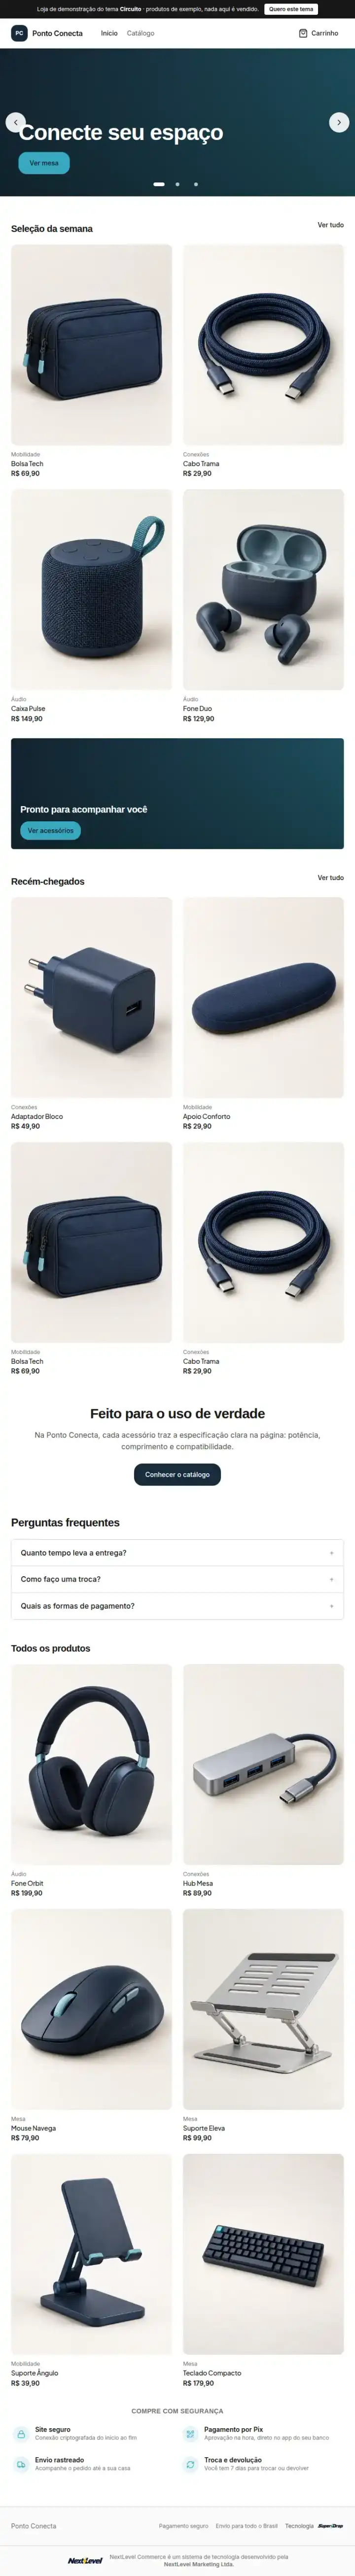 Loja de demonstração do tema Circuito · produtos de exemplo, nada aqui é vendido. Quero este tema
PC Ponto Conecta Início Catálogo Carrinho
Conecte seu espaço
Ver mesa
Seleção da semana Ver tudo
Mobilidade
Bolsa Tech
R$ 69,90
Conexões
Cabo Trama
R$ 29,90
Áudio
Caixa Pulse
R$ 149,90
Áudio
Fone Duo
R$ 129,90
Pronto para acompanhar você
Ver acessórios
Recém-chegados Ver tudo
Conexões
Adaptador Bloco
R$ 49,90
Mobilidade
Apoio Conforto
R$ 29,90
Mobilidade
Bolsa Tech
R$ 69,90
Conexões
Cabo Trama
R$ 29,90
Feito para o uso de verdade
Na Ponto Conecta, cada acessório traz a especificação clara na página: potência,
comprimento e compatibilidade.
Conhecer o catálogo
Perguntas frequentes
Quanto tempo leva a entrega? +
Como faço uma troca? +
Quais as formas de pagamento? +
Todos os produtos
Áudio
Fone Orbit
R$ 199,90
Conexões
Hub Mesa
R$ 89,90
Mesa
Mouse Navega
R$ 79,90
Mesa
Suporte Eleva
R$ 99,90
Mobilidade
Suporte Ângulo
R$ 39,90
Mesa
Teclado Compacto
R$ 179,90
COMPRE COM SEGURANÇA
Site seguro
Conexão criptografada do início ao fim
Pagamento por Pix
Aprovação na hora, direto no app do seu banco
Envio rastreado
Acompanhe o pedido até a sua casa
Troca e devolução
Você tem 7 dias para trocar ou devolver
Ponto Conecta Pagamento seguro Envio para todo o Brasil Tecnologia Super Drop
NextLevel NextLevel Commerce é um sistema de tecnologia desenvolvido pela
NextLevel Marketing Ltda.